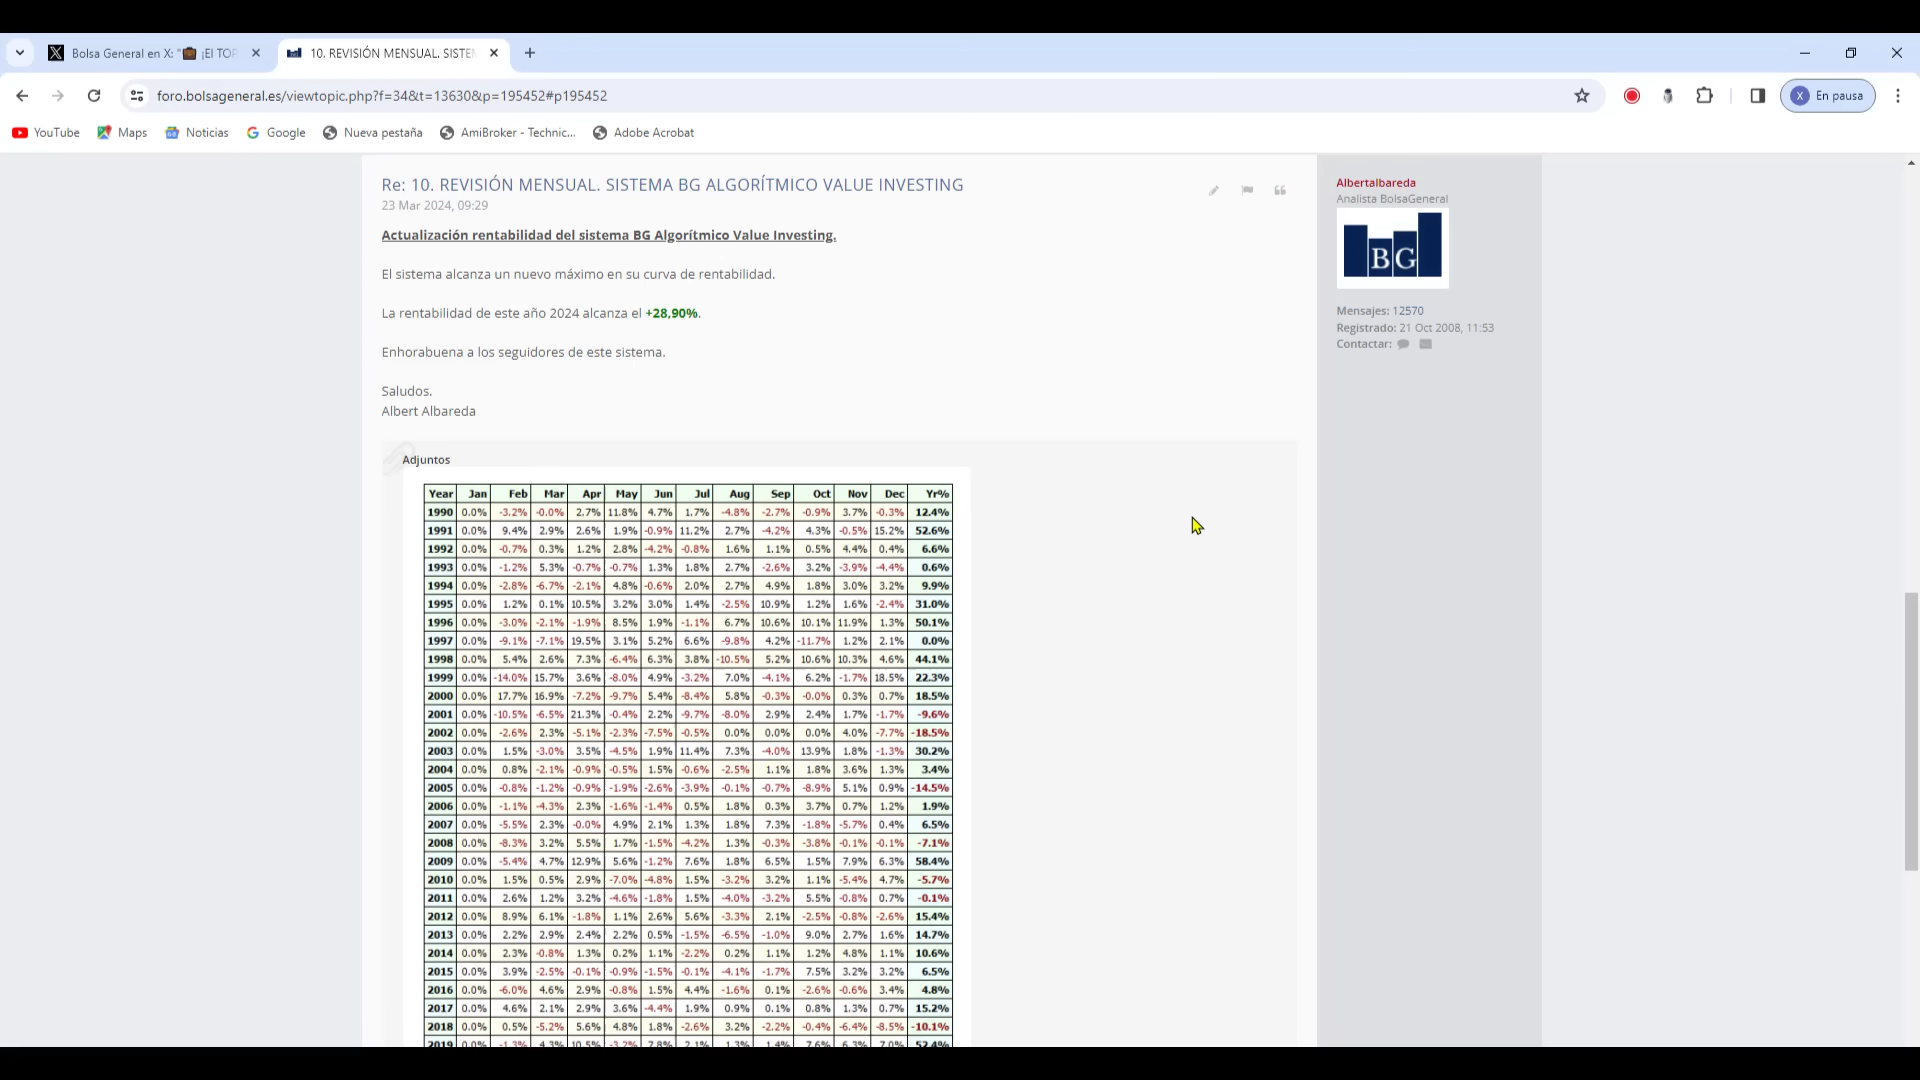 Bolsa General en X: "💼 ¡El TOP
10. REVISIÓN MENSUAL. SISTE
foro.bolsageneral.es/viewtopic.php?f=34&t=13630&p=195452#p195452
X En pausa
YouTube Maps Noticias Google Nueva pestaña AmiBroker - Technic... Adobe Acrobat
Re: 10. REVISIÓN MENSUAL. SISTEMA BG ALGORÍTMICO VALUE INVESTING
23 Mar 2024, 09:29
Actualización rentabilidad del sistema BG Algorítmico Value Investing.
El sistema alcanza un nuevo máximo en su curva de rentabilidad.
La rentabilidad de este año 2024 alcanza el +28,90%.
Enhorabuena a los seguidores de este sistema.
Saludos.
Albert Albareda
Albertalbareda
Analista BolsaGeneral
BG
Mensajes: 12570
Registrado: 21 Oct 2008, 11:53
Contactar:
Adjuntos
Year Jan Feb Mar Apr May Jun Jul Aug Sep Oct Nov Dec Yr%
1990 0.0% -3.2% -0.0% 2.7% 11.8% 4.7% 1.7% -4.8% -2.7% -0.9% 3.7% -0.3% 12.4%
1991 0.0% 9.4% 2.9% 2.6% 1.9% -0.9% 11.2% 2.7% -4.2% 4.3% -0.5% 15.2% 52.6%
1992 0.0% -0.7% 0.3% 1.2% 2.8% -4.2% -0.8% 1.6% 1.1% 0.5% 4.4% 0.4% 6.6%
1993 0.0% -1.2% 5.3% -0.7% -0.7% 1.3% 1.8% 2.7% -2.6% 3.2% -3.9% -4.4% 0.6%
1994 0.0% -2.8% -6.7% -2.1% 4.8% -0.6% 2.0% 2.7% 4.9% 1.8% 3.0% 3.2% 9.9%
1995 0.0% 1.2% 0.1% 10.5% 3.2% 3.0% 1.4% -2.5% 10.9% 1.2% 1.6% -2.4% 31.0%
1996 0.0% -3.0% -2.1% -1.9% 8.5% 1.9% -1.1% 6.7% 10.6% 10.1% 11.9% 1.3% 50.1%
1997 0.0% -9.1% -7.1% 19.5% 3.1% 5.2% 6.6% -9.8% 4.2% -11.7% 1.2% 2.1% 0.0%
1998 0.0% 5.4% 2.6% 7.3% -6.4% 6.3% 3.8% -10.5% 5.2% 10.6% 10.3% 4.6% 44.1%
1999 0.0% -14.0% 15.7% 3.6% -8.0% 4.9% -3.2% 7.0% -4.1% 6.2% -1.7% 18.5% 22.3%
2000 0.0% 17.7% 16.9% -7.2% -9.7% 5.4% -8.4% 5.8% -0.3% -0.0% 0.3% 0.7% 18.5%
2001 0.0% -10.5% -6.5% 21.3% -0.4% 2.2% -9.7% -8.0% 2.9% 2.4% 1.7% -1.7% -9.6%
2002 0.0% -2.6% 2.3% -5.1% -2.3% -7.5% -0.5% 0.0% 0.0% 0.0% 4.0% -7.7% -18.5%
2003 0.0% 1.5% -3.0% 3.5% -4.5% 1.9% 11.4% 7.3% -4.0% 13.9% 1.8% -1.3% 30.2%
2004 0.0% 0.8% -2.1% -0.9% -0.5% 1.5% -0.6% -2.5% 1.1% 1.8% 3.6% 1.3% 3.4%
2005 0.0% -0.8% -1.2% -0.9% -1.9% -2.6% -3.9% -0.1% -0.7% -8.9% 5.1% 0.9% -14.5%
2006 0.0% -1.1% -4.3% 2.3% -1.6% -1.4% 0.5% 1.8% 0.3% 3.7% 0.7% 1.2% 1.9%
2007 0.0% -5.5% 2.3% -0.0% 4.9% 2.1% 1.3% 1.8% 7.3% -1.8% -5.7% 0.4% 6.5%
2008 0.0% -8.3% 3.2% 5.5% 1.7% -1.5% -4.2% 1.3% -0.3% -3.8% -0.1% -0.1% -7.1%
2009 0.0% -5.4% 4.7% 12.9% 5.6% -1.2% 7.6% 1.8% 6.5% 1.5% 7.9% 6.3% 58.4%
2010 0.0% 1.5% 0.5% 2.9% -7.0% -4.8% 1.5% -3.2% 3.2% 1.1% -5.4% 4.7% -5.7%
2011 0.0% 2.6% 1.2% 3.2% -4.6% -1.8% 1.5% -4.0% -3.2% 5.5% -0.8% 0.7% -0.1%
2012 0.0% 8.9% 6.1% -1.8% 1.1% 2.6% 5.6% -3.3% 2.1% -2.5% -0.8% -2.6% 15.4%
2013 0.0% 2.2% 2.9% 2.4% 2.2% 0.5% -1.5% -6.5% -1.0% 9.0% 2.7% 1.6% 14.7%
2014 0.0% 2.3% -0.8% 1.3% 0.2% 1.1% -2.2% 0.2% 1.1% 1.2% 4.8% 1.1% 10.6%
2015 0.0% 3.9% -2.5% -0.1% -0.9% -1.5% -0.1% -4.1% -1.7% 7.5% 3.2% 3.2% 6.5%
2016 0.0% -6.0% 4.6% 2.9% -0.8% 1.5% 4.4% -1.6% 0.1% -2.6% -0.6% 3.4% 4.8%
2017 0.0% 4.6% 2.1% 2.9% 3.6% -4.4% 1.9% 0.9% 0.1% 0.8% 1.3% 0.7% 15.2%
2018 0.0% 0.5% -5.2% 5.6% 4.8% 1.8% -2.6% 3.2% -2.2% -0.4% -6.4% -8.5% -10.1%
2019 0.0% -1.3% 4.3% 10.5% -3.2% 7.8% 2.1% 1.3% 1.4% 7.6% 6.3% 7.0% 52.4%